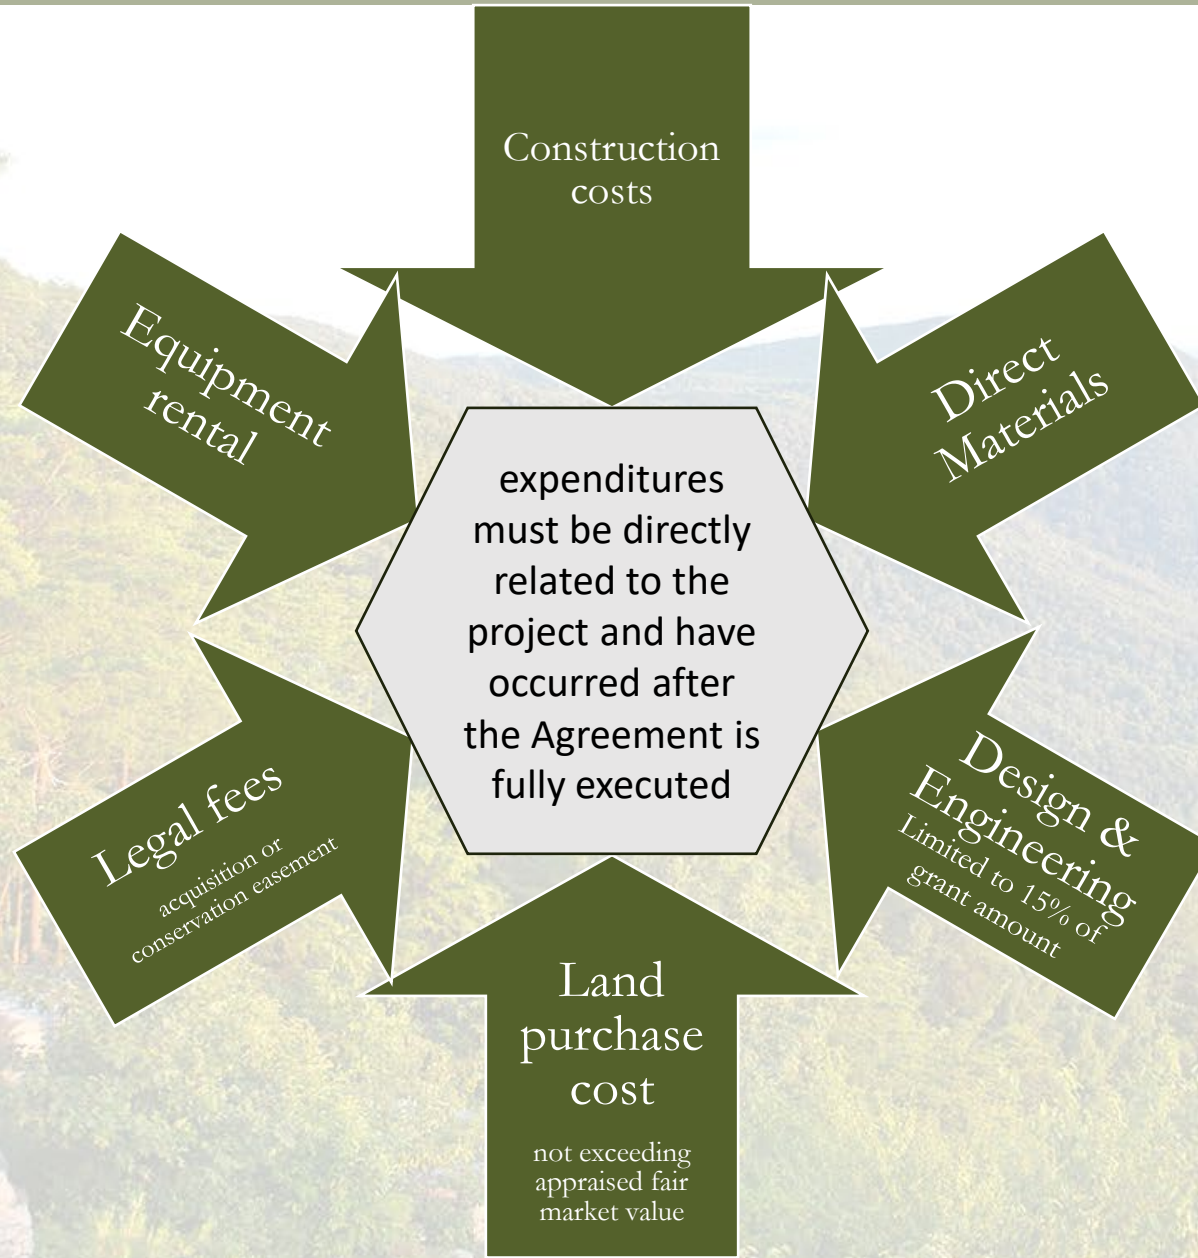 Construction
costs
Equipment
rental
Direct
Materials
expenditures
must be directly
related to the
project and have
occurred after
the Agreement is
fully executed
Legal fees
acquisition or
conservation easement
Design &
Engineering
Limited to 15% of
grant amount
Land
purchase
cost
not exceeding
appraised fair
market value